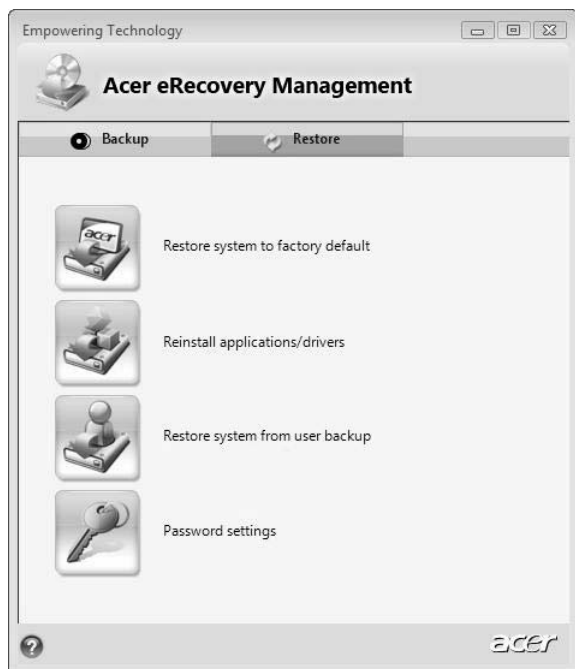 Empowering Technology
Acer eRecovery Management
Backup
Restore
acer
Restore system to factory default
Reinstall applications/drivers
Restore system from user backup
Password settings
?
acer